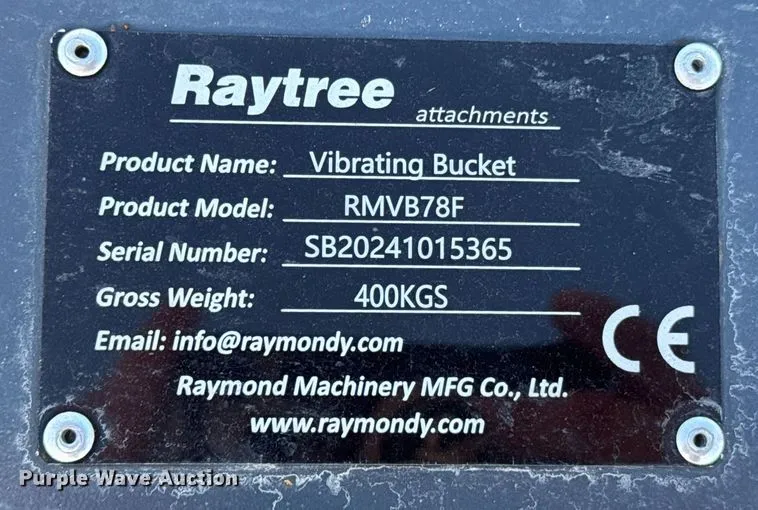 Raytree
attachments
Product Name: Vibrating Bucket
Product Model: RMVB78F
Serial Number: SB20241015365
Gross Weight: 400KGS
Email: info@raymondy.com
CE
Raymond Machinery MFG Co., Ltd.
www.raymondy.com
Purple Wave Auction